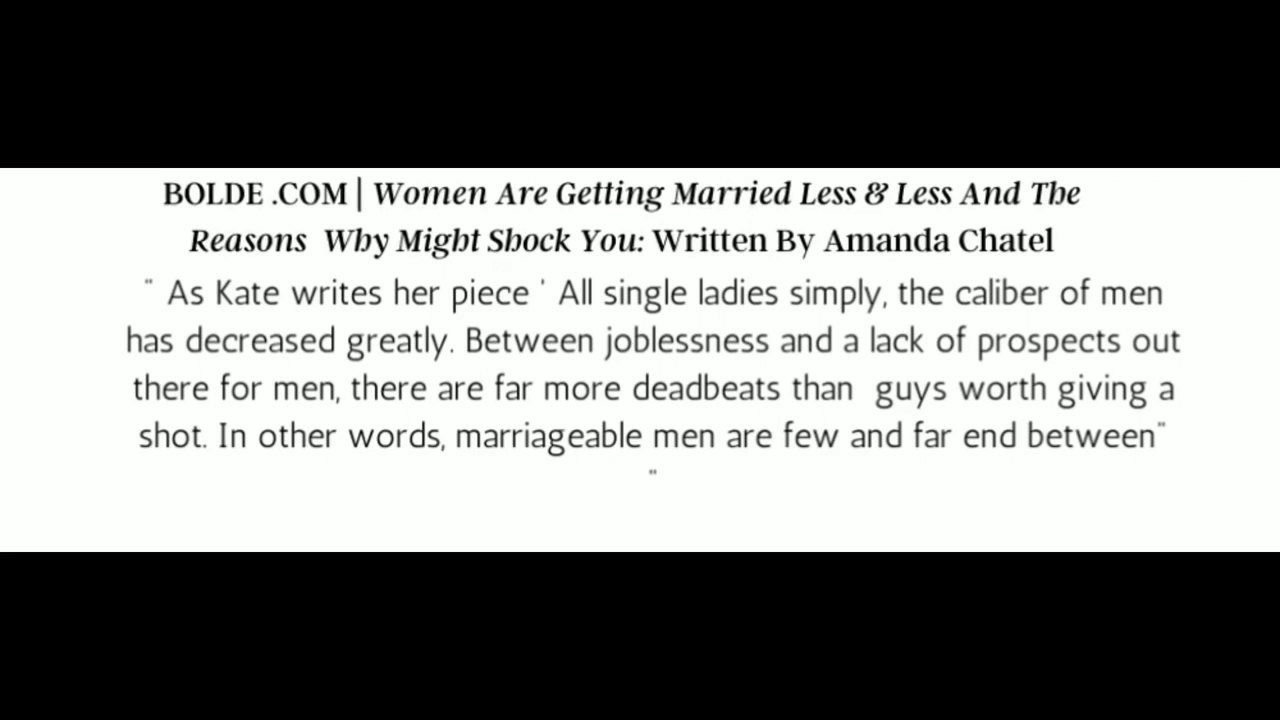 BOLDE .COM | Women Are Getting Married Less & Less And The
Reasons Why Might Shock You: Written By Amanda Chatel
" As Kate writes her piece ' All single ladies simply, the caliber of men
has decreased greatly. Between joblessness and a lack of prospects out
there for men, there are far more deadbeats than guys worth giving a
shot. In other words, marriageable men are few and far end between"
"